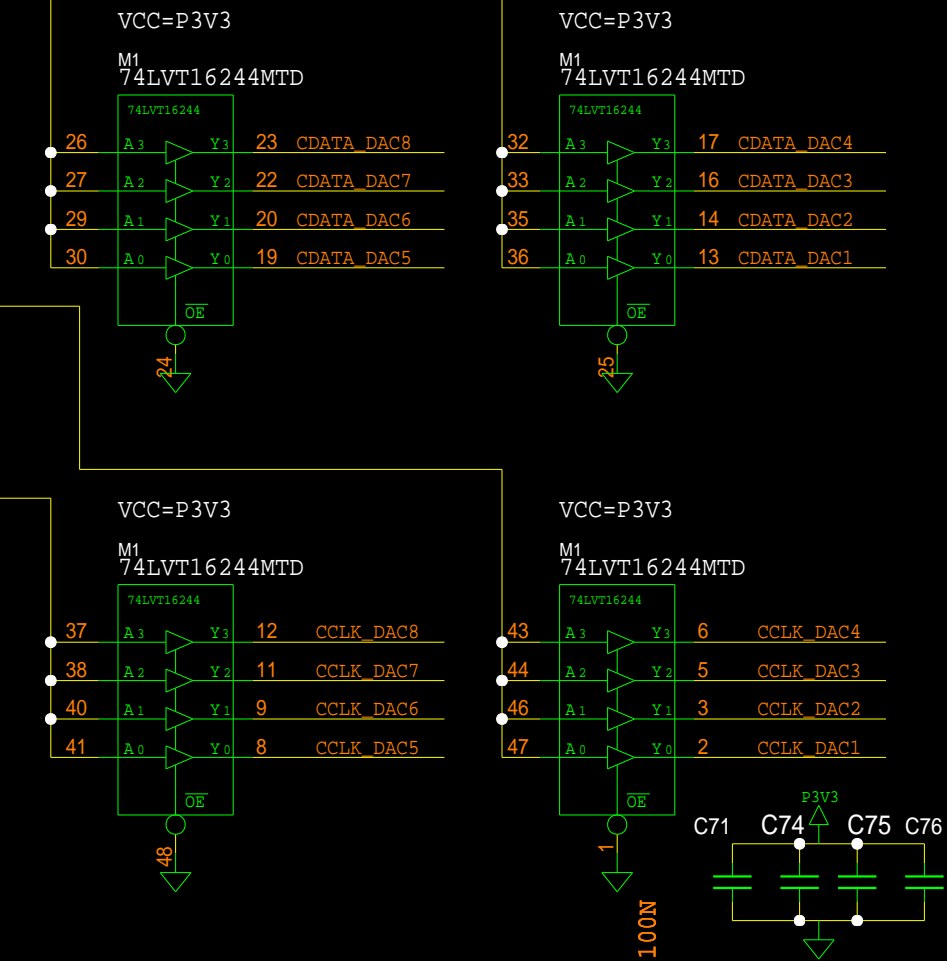 VCC=P3V3
M1
74LVT16244MTD
74LVT16244
26 A3 Y3 23 CDATA_DAC8
27 A2 Y2 22 CDATA_DAC7
29 A1 Y1 20 CDATA_DAC6
30 A0 Y0 19 CDATA_DAC5
OE
24
VCC=P3V3
M1
74LVT16244MTD
74LVT16244
32 A3 Y3 17 CDATA_DAC4
33 A2 Y2 16 CDATA_DAC3
35 A1 Y1 14 CDATA_DAC2
36 A0 Y0 13 CDATA_DAC1
OE
25
VCC=P3V3
M1
74LVT16244MTD
74LVT16244
37 A3 Y3 12 CCLK_DAC8
38 A2 Y2 11 CCLK_DAC7
40 A1 Y1 9 CCLK_DAC6
41 A0 Y0 8 CCLK_DAC5
OE
48
VCC=P3V3
M1
74LVT16244MTD
74LVT16244
43 A3 Y3 6 CCLK_DAC4
44 A2 Y2 5 CCLK_DAC3
46 A1 Y1 3 CCLK_DAC2
47 A0 Y0 2 CCLK_DAC1
OE
1
P3V3
C71 C74 C75 C76
100N